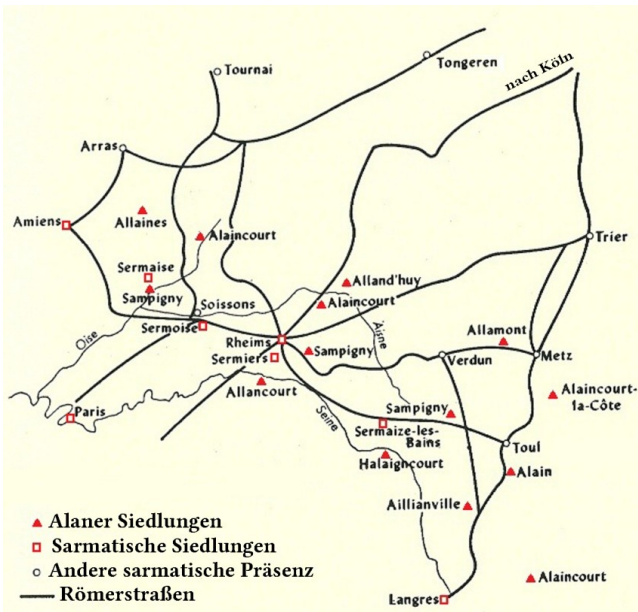 Tournai
Tongeren
nach Köln
Arras
Amiens
Allaines
Alaincourt
Trier
Sermaise
Sampigny
Alland'huy
Alaincourt
Soissons
Sermoise
Oise
Aisne
Rheims
Sermiers
Sampigny
Allamont
Verdun
Metz
Allancourt
Alaincourt-
la-Côte
Paris
Seine
Sampigny
Sermaize-les-
Bains
Toul
Halaigncourt
Alain
Aillianville
Alaner Siedlungen
Sarmatische Siedlungen
Andere sarmatische Präsenz
Römerstraßen
Alaincourt
Langres